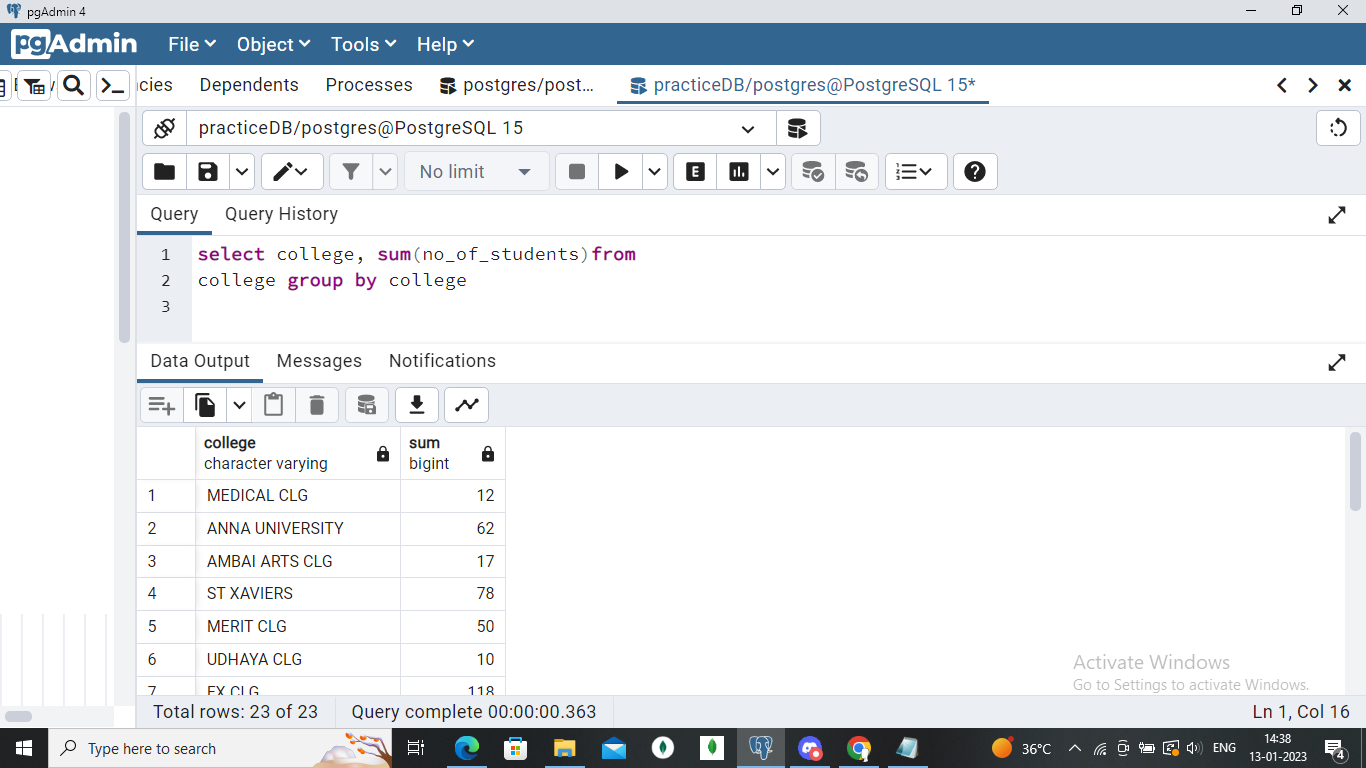 pgAdmin 4
pgAdmin File Object Tools Help
cies Dependents Processes postgres/post... practiceDB/postgres@PostgreSQL 15*
practiceDB/postgres@PostgreSQL 15
No limit
Query Query History
1 select college, sum(no_of_students)from
2 college group by college
3
Data Output Messages Notifications
college sum
character varying bigint
1 MEDICAL CLG 12
2 ANNA UNIVERSITY 62
3 AMBAI ARTS CLG 17
4 ST XAVIERS 78
5 MERIT CLG 50
6 UDHAYA CLG 10
7 FX CLG 118
Activate Windows
Go to Settings to activate Windows.
Total rows: 23 of 23 Query complete 00:00:00.363 Ln 1, Col 16
Type here to search 36°C ENG 14:38
13-01-2023 4